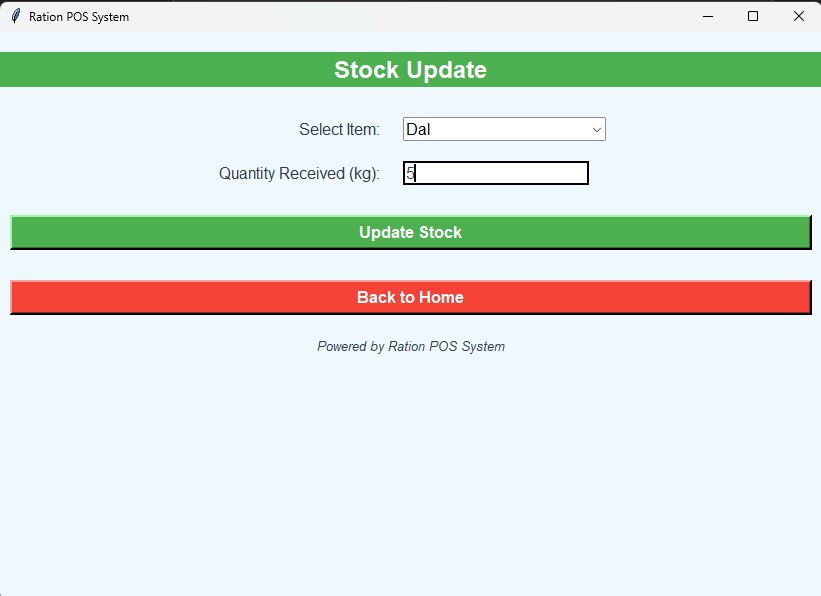 Ration POS System
Stock Update
Select Item: Dal
Quantity Received (kg): 5
Update Stock
Back to Home
Powered by Ration POS System